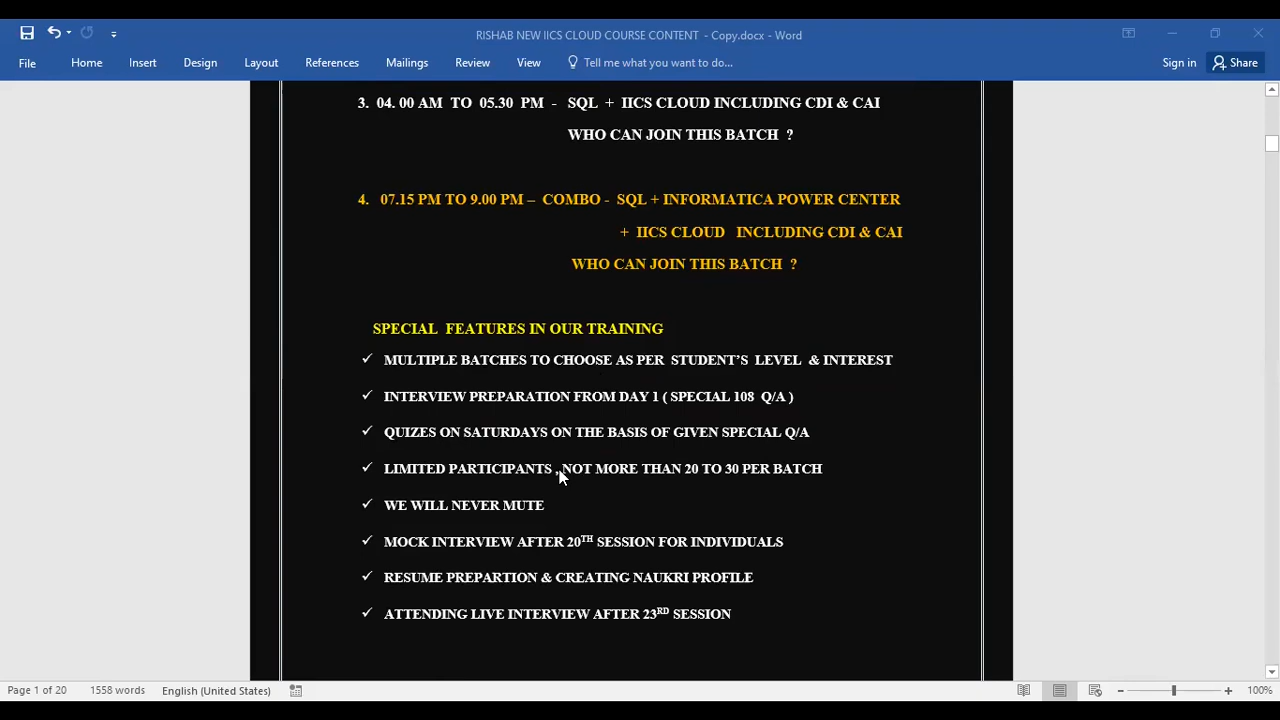 RISHAB NEW IICS CLOUD COURSE CONTENT - Copy.docx - Word
File Home Insert Design Layout References Mailings Review View Tell me what you want to do... Sign in Share
3. 04. 00 AM TO 05.30 PM - SQL + IICS CLOUD INCLUDING CDI & CAI
WHO CAN JOIN THIS BATCH ?
4. 07.15 PM TO 9.00 PM – COMBO - SQL + INFORMATICA POWER CENTER
+ IICS CLOUD INCLUDING CDI & CAI
WHO CAN JOIN THIS BATCH ?
SPECIAL FEATURES IN OUR TRAINING
✓ MULTIPLE BATCHES TO CHOOSE AS PER STUDENT’S LEVEL & INTEREST
✓ INTERVIEW PREPARATION FROM DAY 1 ( SPECIAL 108 Q/A )
✓ QUIZES ON SATURDAYS ON THE BASIS OF GIVEN SPECIAL Q/A
✓ LIMITED PARTICIPANTS , NOT MORE THAN 20 TO 30 PER BATCH
✓ WE WILL NEVER MUTE
✓ MOCK INTERVIEW AFTER 20TH SESSION FOR INDIVIDUALS
✓ RESUME PREPARTION & CREATING NAUKRI PROFILE
✓ ATTENDING LIVE INTERVIEW AFTER 23RD SESSION
Page 1 of 20 1558 words English (United States) 100%